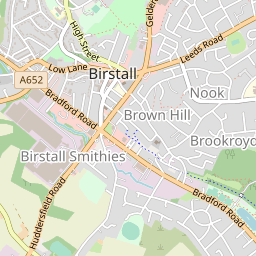 High Street
Gelder
Leeds Road
Low Lane
A652
Birstall
Nook
Bradford Road
Brown Hill
Brookroyd
Birstall Smithies
Huddersfield Road
Bradford Road